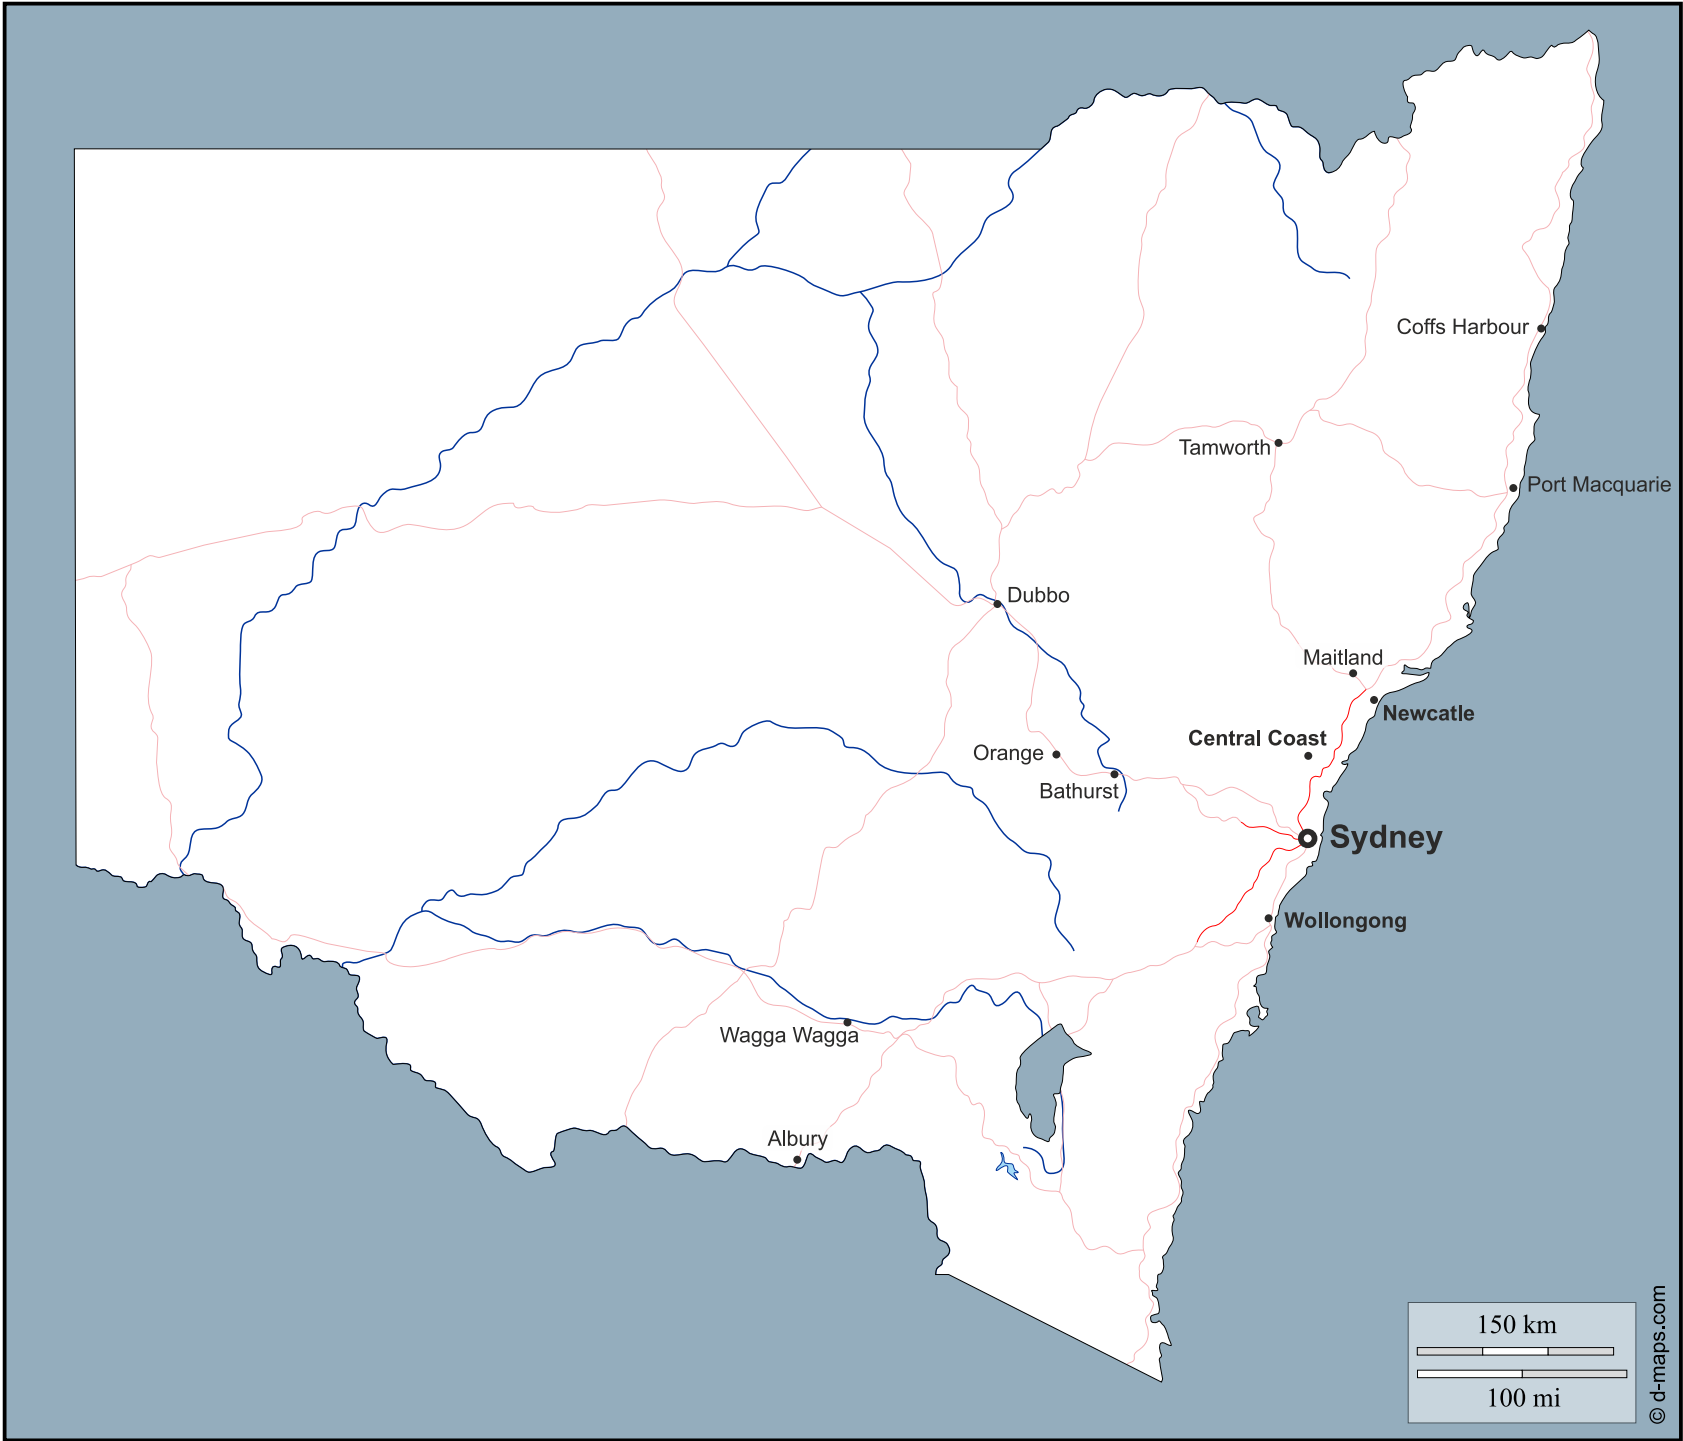 Coffs Harbour
Tamworth
Port Macquarie
Dubbo
Maitland
Newcatle
Central Coast
Orange
Bathurst
Sydney
Wollongong
Wagga Wagga
Albury
150 km
100 mi
© d-maps.com